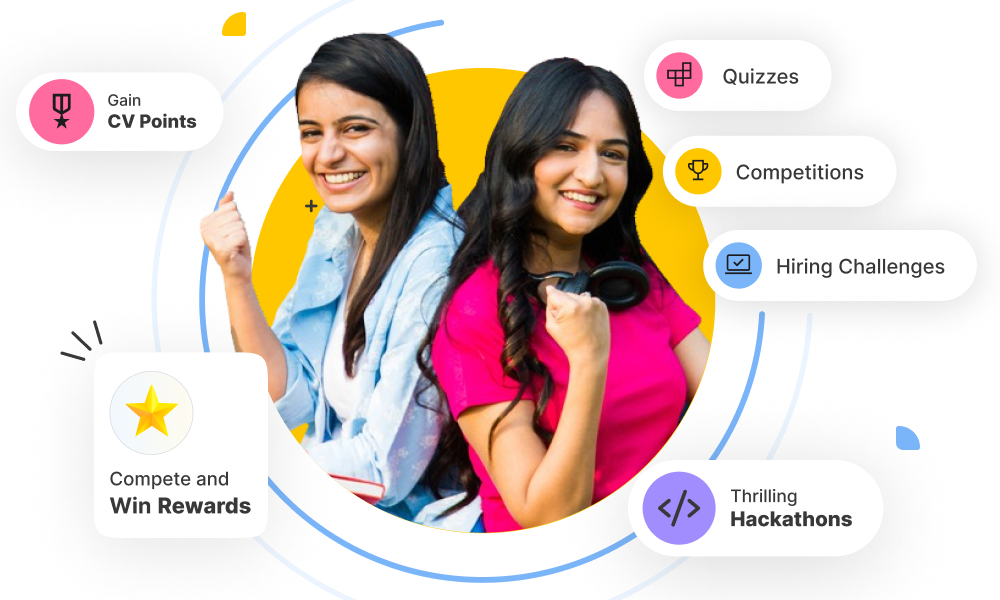 Gain
CV Points
Quizzes
Competitions
Hiring Challenges
Compete and
Win Rewards
Thrilling
Hackathons